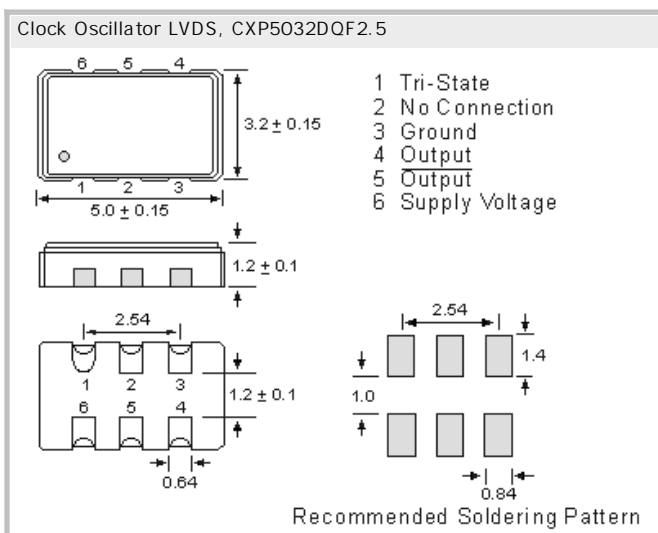 Clock Oscillator LVDS, CXP5032DQF2.5
6 5 4
1 2 3
3.2 ± 0.15
5.0 ± 0.15
1 Tri-State
2 No Connection
3 Ground
4 Output
5 O̅u̅t̅p̅u̅t̅
6 Supply Voltage
1.2 ± 0.1
2.54
1 2 3
6 5 4
1.2 ± 0.1
0.64
2.54
1.4
1.0
0.84
Recommended Soldering Pattern